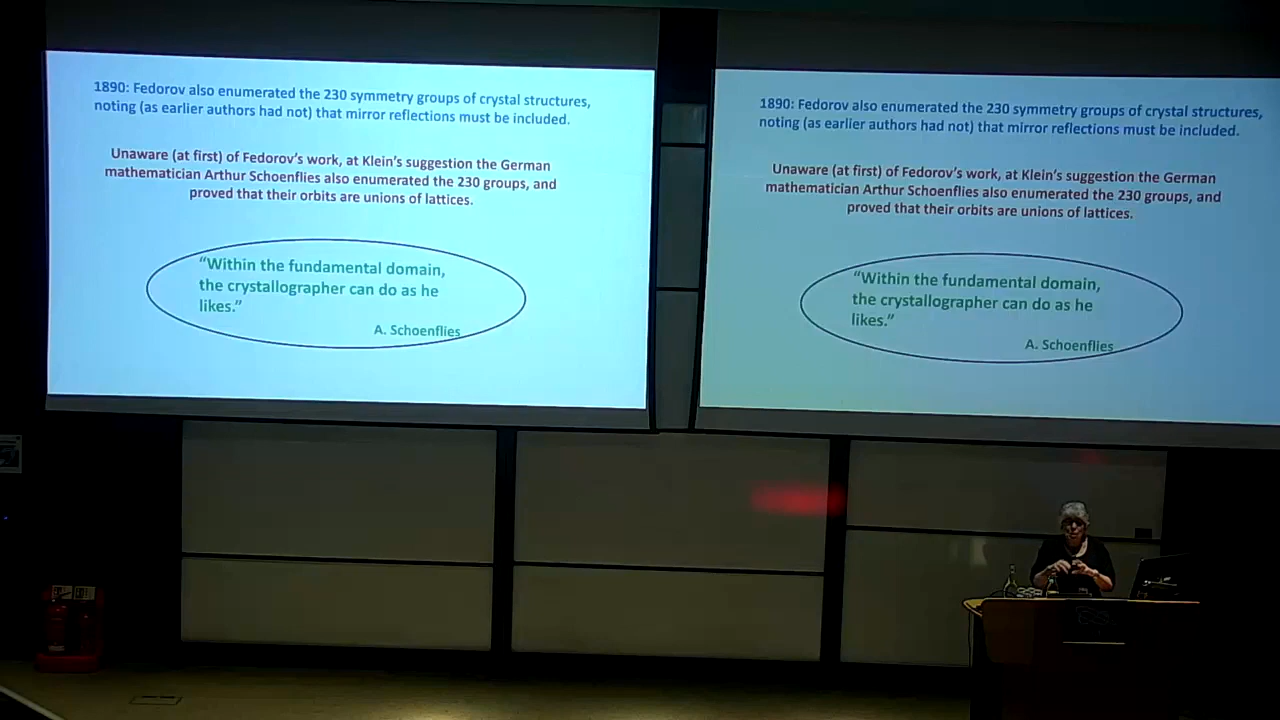 1890: Fedorov also enumerated the 230 symmetry groups of crystal structures,
noting (as earlier authors had not) that mirror reflections must be included.
Unaware (at first) of Fedorov's work, at Klein's suggestion the German
mathematician Arthur Schoenflies also enumerated the 230 groups, and
proved that their orbits are unions of lattices.
“Within the fundamental domain,
the crystallographer can do as he
likes.”
A. Schoenflies
1890: Fedorov also enumerated the 230 symmetry groups of crystal structures,
noting (as earlier authors had not) that mirror reflections must be included.
Unaware (at first) of Fedorov's work, at Klein's suggestion the German
mathematician Arthur Schoenflies also enumerated the 230 groups, and
proved that their orbits are unions of lattices.
“Within the fundamental domain,
the crystallographer can do as he
likes.”
A. Schoenflies